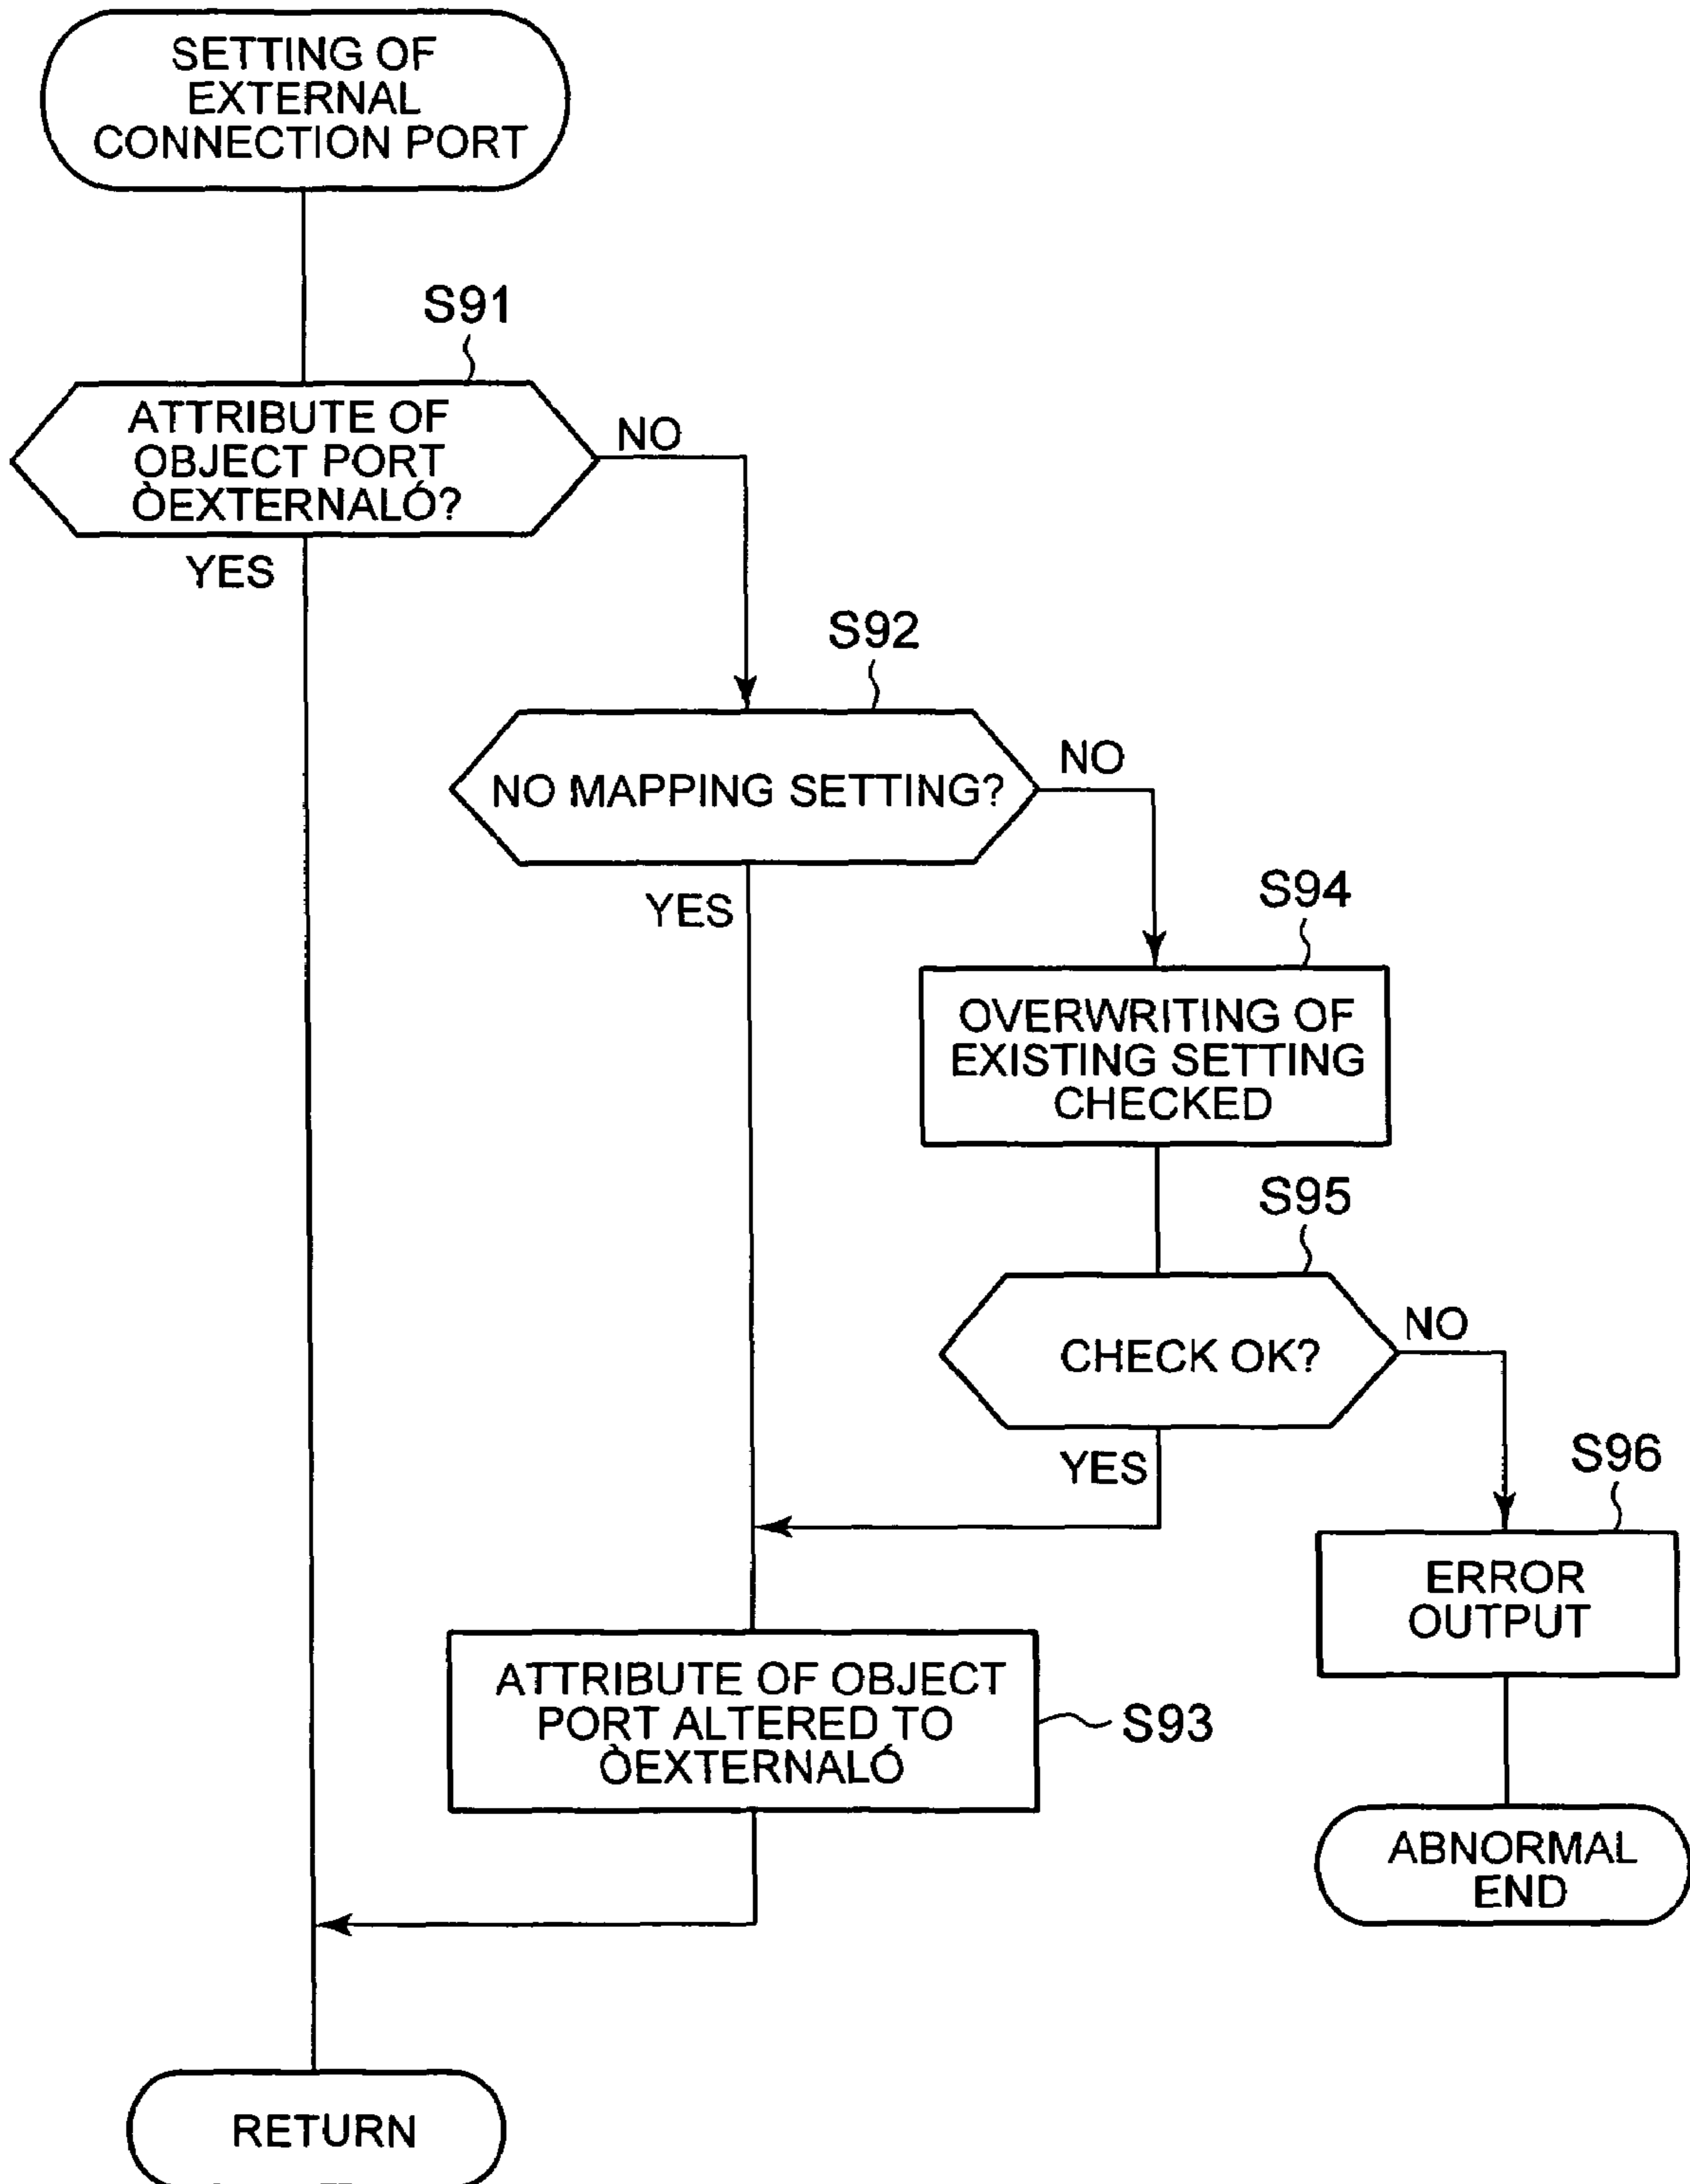 SETTING OF
EXTERNAL
CONNECTION PORT
S91
ATTRIBUTE OF
OBJECT PORT
ÒEXTERNALÓ?
NO
YES
S92
NO MAPPING SETTING?
NO
YES
S94
OVERWRITING OF
EXISTING SETTING
CHECKED
S95
CHECK OK?
NO
YES
S96
ERROR
OUTPUT
ATTRIBUTE OF OBJECT
PORT ALTERED TO
ÒEXTERNALÓ
S93
ABNORMAL
END
RETURN